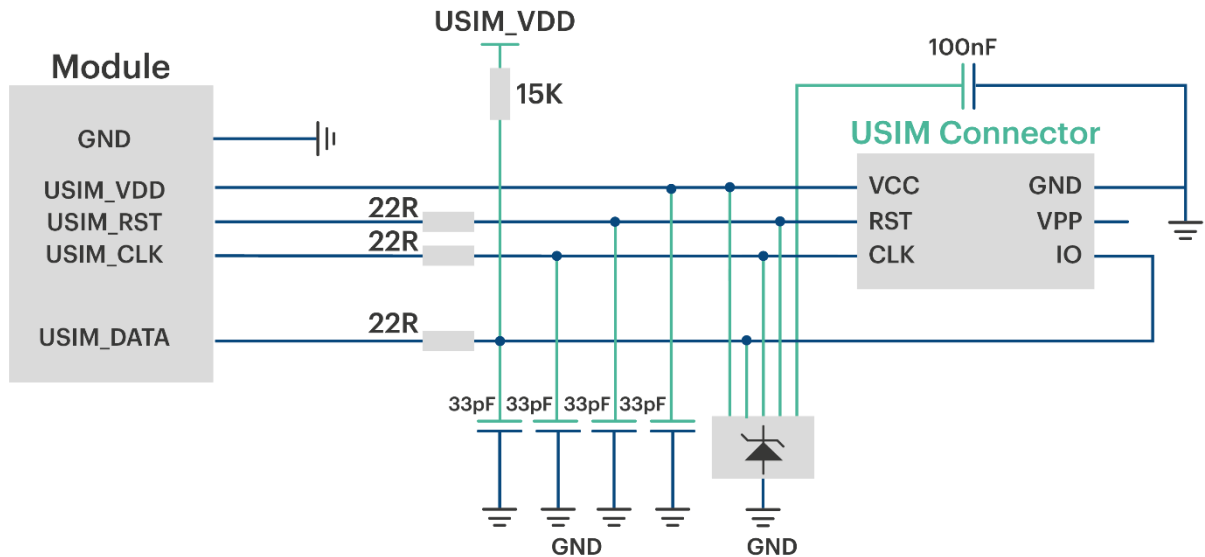 USIM_VDD
15K
100nF
Module
GND
USIM_VDD
USIM_RST
USIM_CLK
USIM_DATA
22R
22R
22R
USIM Connector
VCC GND
RST VPP
CLK IO
33pF 33pF 33pF 33pF
GND GND